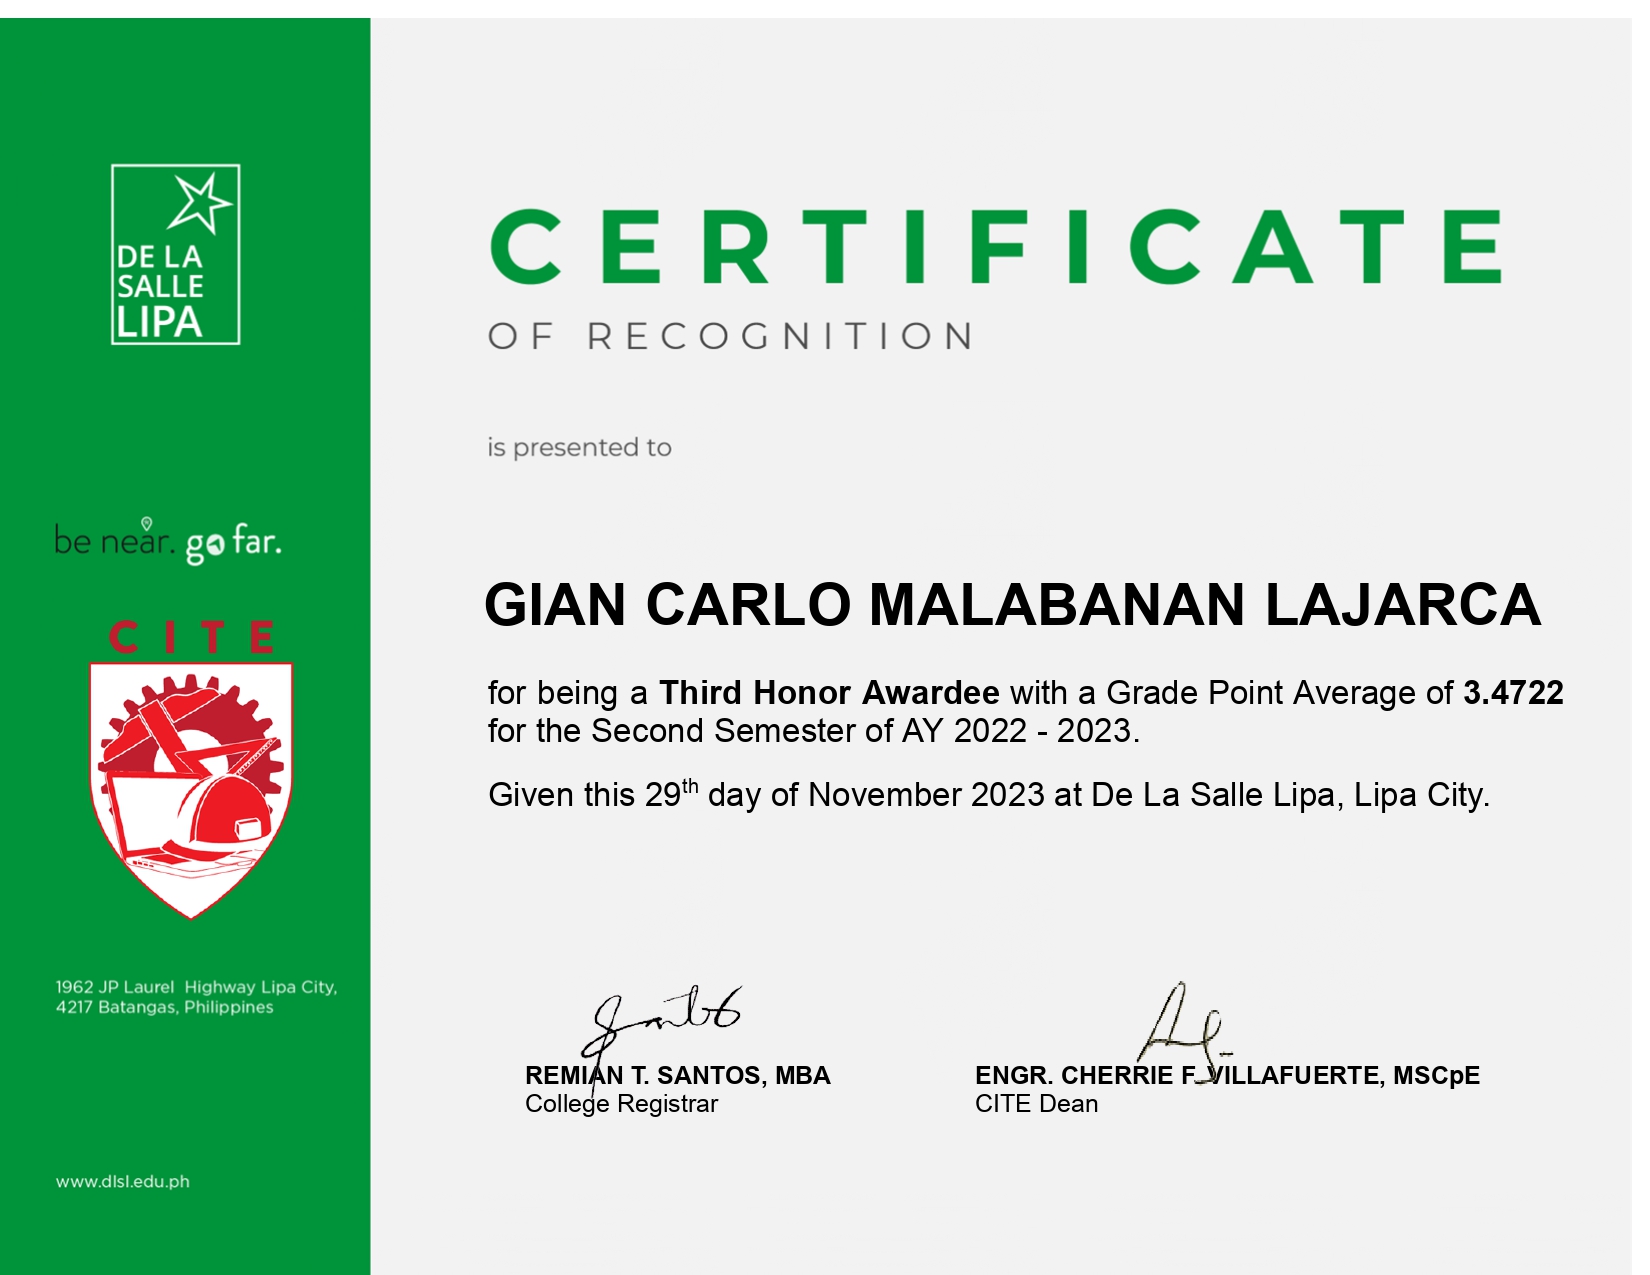 DE LA
SALLE
LIPA
be near. go far.
CITE
1962 JP Laurel Highway Lipa City,
4217 Batangas, Philippines
www.dlsl.edu.ph
CERTIFICATE
OF RECOGNITION
is presented to
GIAN CARLO MALABANAN LAJARCA
for being a Third Honor Awardee with a Grade Point Average of 3.4722
for the Second Semester of AY 2022 - 2023.
Given this 29th day of November 2023 at De La Salle Lipa, Lipa City.
REMIAN T. SANTOS, MBA
College Registrar
ENGR. CHERRIE F. VILLAFUERTE, MSCpE
CITE Dean